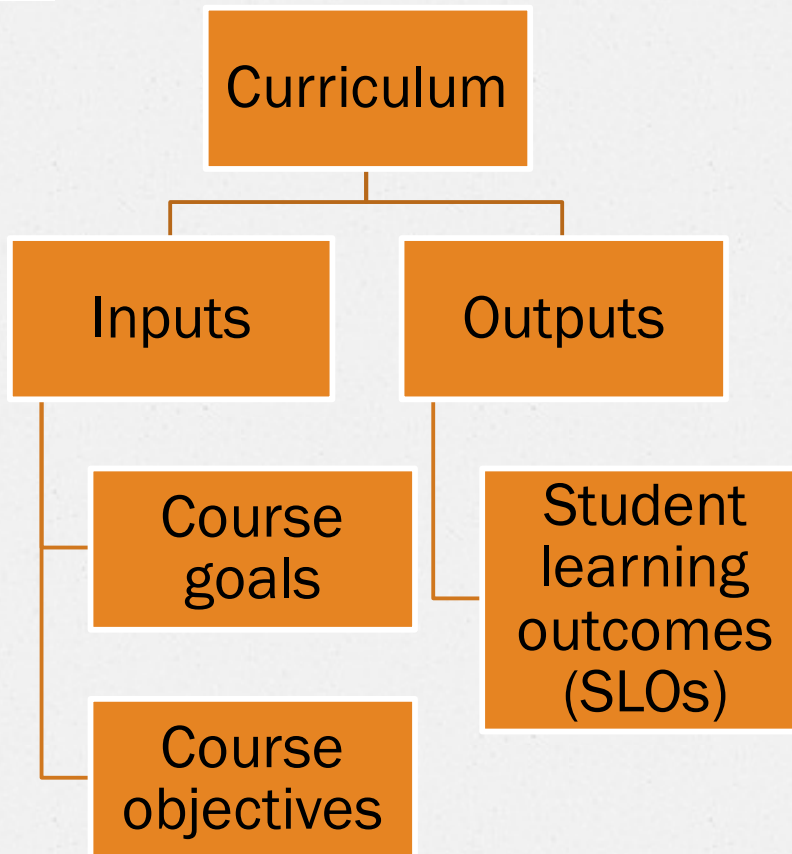 Curriculum
Inputs
Outputs
Course
goals
Course
objectives
Student
learning
outcomes
(SLOs)